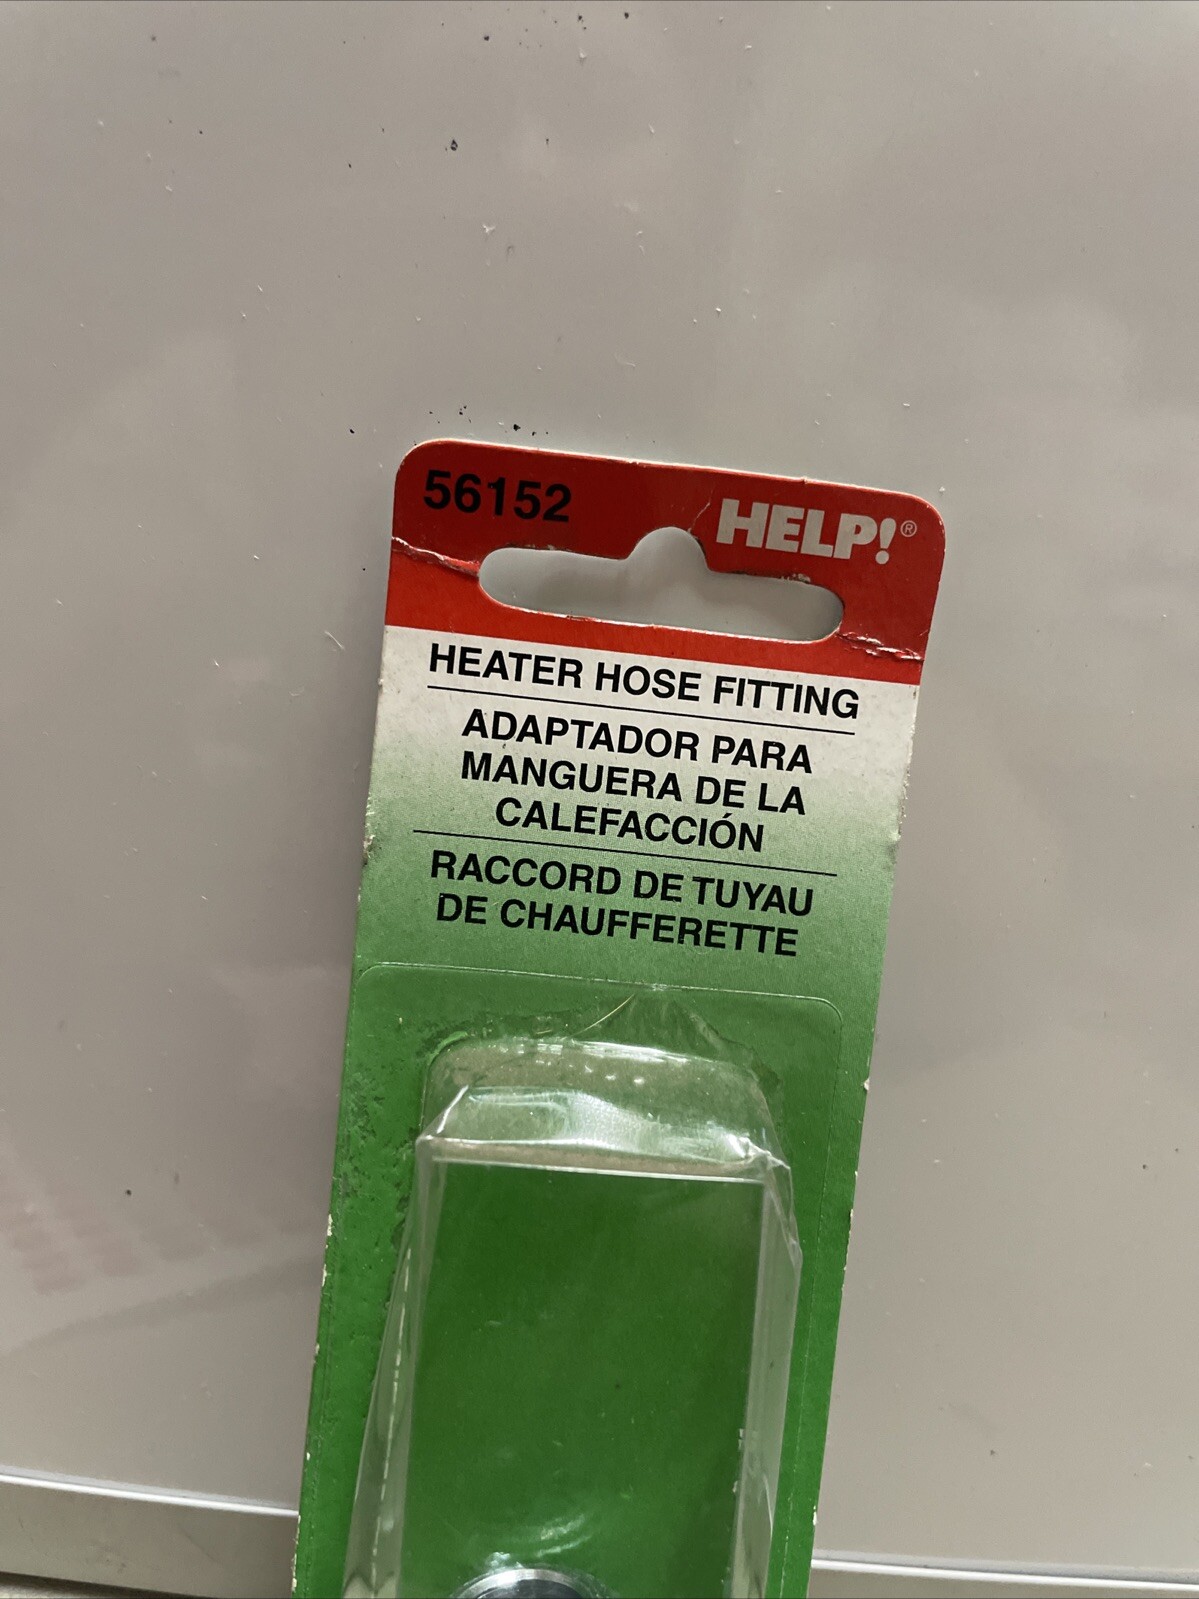 56152
HELP!®
HEATER HOSE FITTING
ADAPTADOR PARA
MANGUERA DE LA
CALEFACCIÓN
RACCORD DE TUYAU
DE CHAUFFERETTE